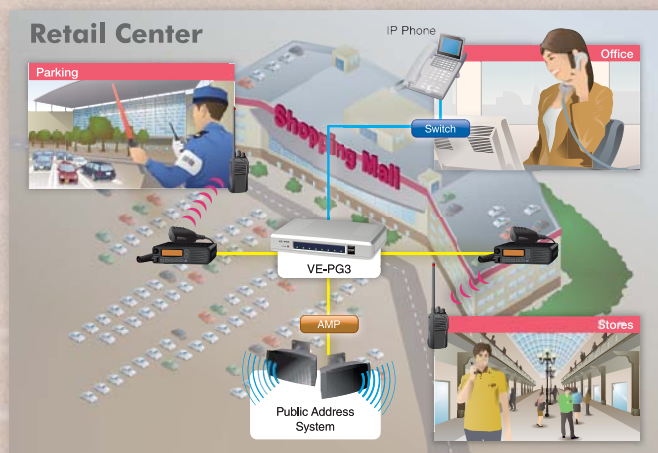 Retail Center
IP Phone
Parking
Office
Switch
Shopping Mall
VE-PG3
AMP
Stores
Public Address
System